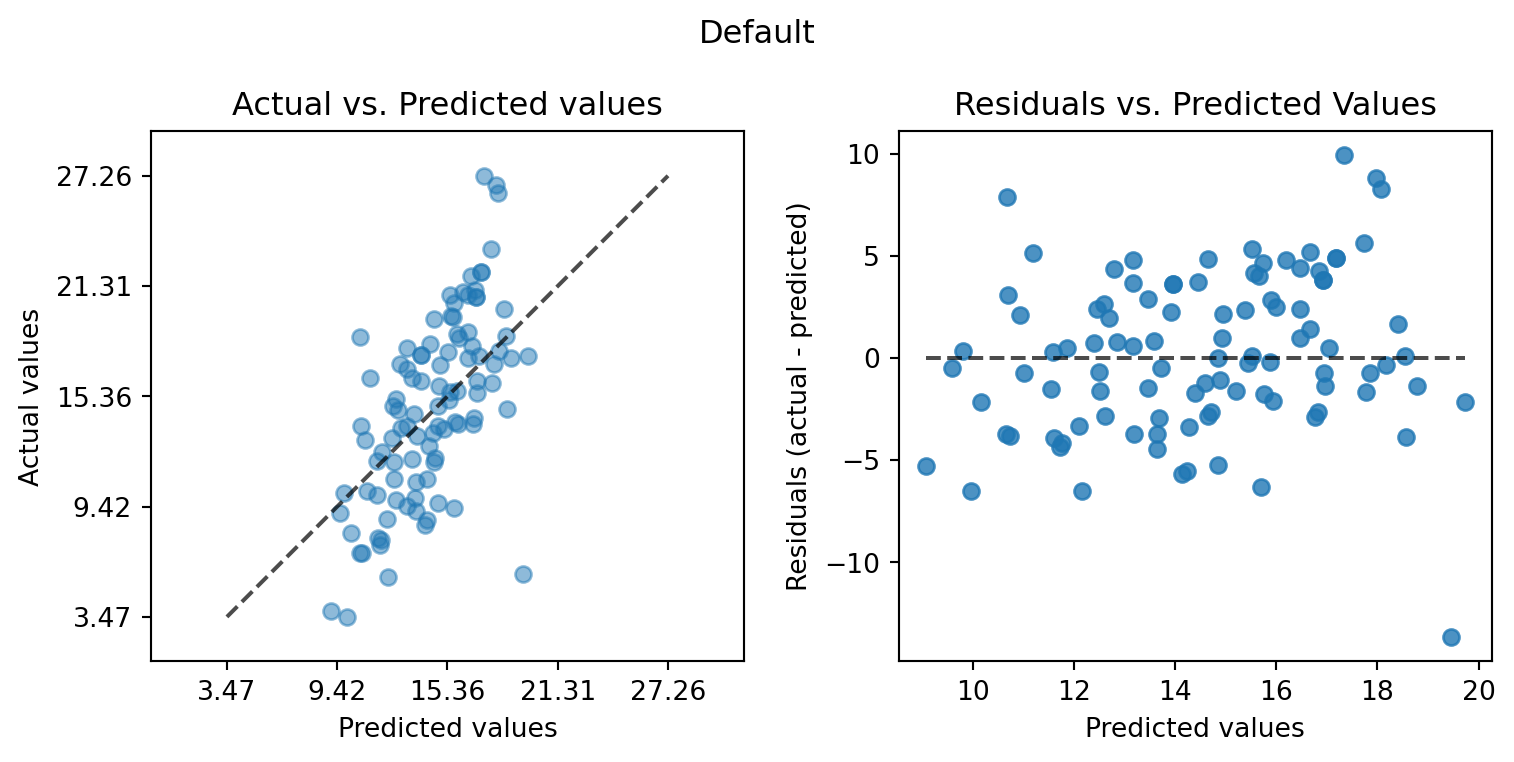 Default
Actual vs. Predicted values
Actual values
27.26
21.31
15.36
9.42
3.47
3.47 9.42 15.36 21.31 27.26
Predicted values
Residuals vs. Predicted Values
Residuals (actual - predicted)
10
5
0
−5
−10
10 12 14 16 18 20
Predicted values